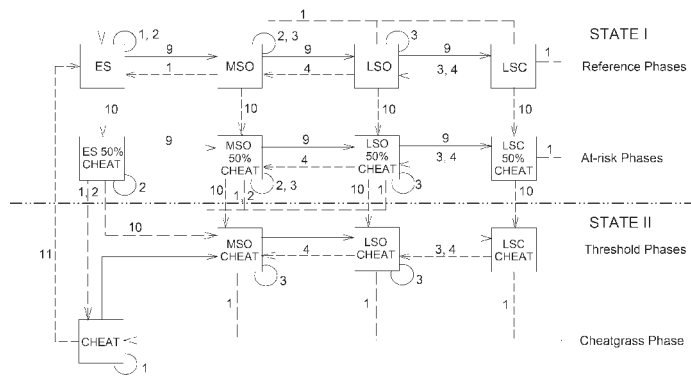 1
1, 2
2, 3
3
STATE I
9
9
9
1
ES
MSO
LSO
LSC
Reference Phases
1
4
3, 4
10
10
10
10
9
9
9
1
ES 50%
CHEAT
MSO
50%
CHEAT
LSO
50%
CHEAT
LSC
50%
CHEAT
At-risk Phases
4
3, 4
1, 2
2
10
2, 3
1
2
10
1
3
10
10
STATE II
MSO
CHEAT
LSO
CHEAT
LSC
CHEAT
Threshold Phases
4
3, 4
11
3
3
1
1
1
CHEAT
Cheatgrass Phase
1